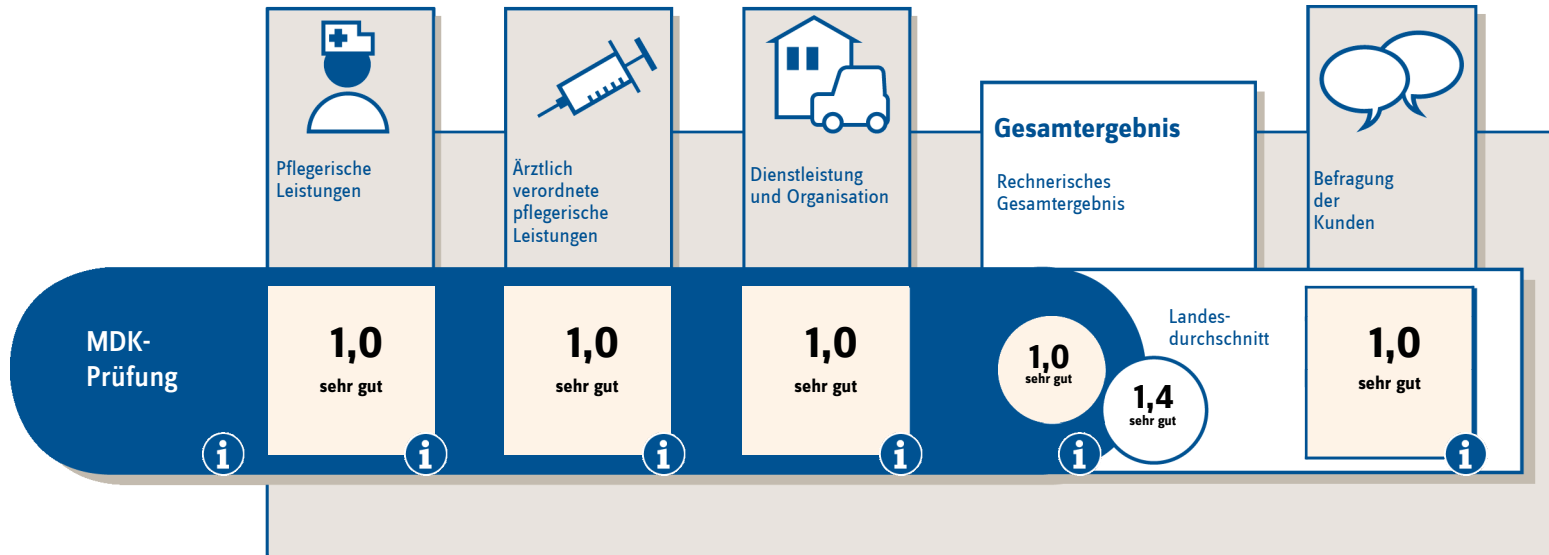 Pflegerische
Leistungen
Ärztlich
verordnete
pflegerische
Leistungen
Dienstleistung
und Organisation
Gesamtergebnis
Rechnerisches
Gesamtergebnis
Befragung
der
Kunden
MDK-
Prüfung
1,0
sehr gut
1,0
sehr gut
1,0
sehr gut
1,0
sehr gut
Landes-
durchschnitt
1,4
sehr gut
1,0
sehr gut
i
i
i
i
i
i